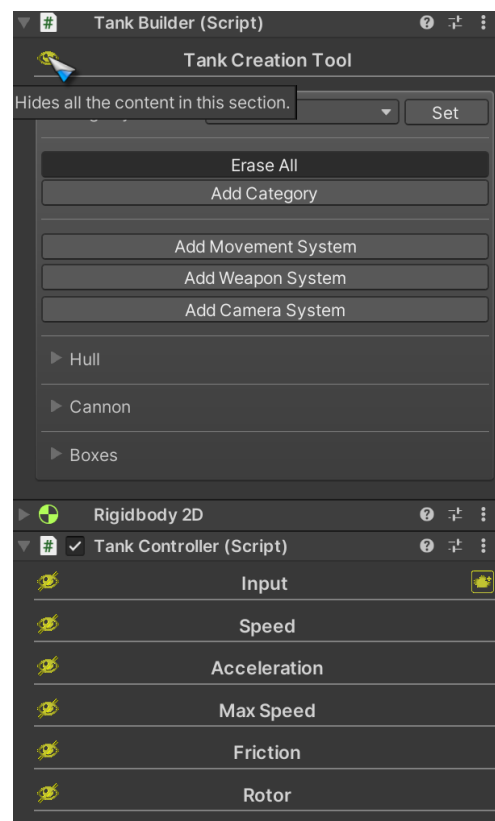 # Tank Builder (Script)
Tank Creation Tool
Hides all the content in this section.
Set
Erase All
Add Category
Add Movement System
Add Weapon System
Add Camera System
Hull
Cannon
Boxes
Rigidbody 2D
# Tank Controller (Script)
Input
Speed
Acceleration
Max Speed
Friction
Rotor